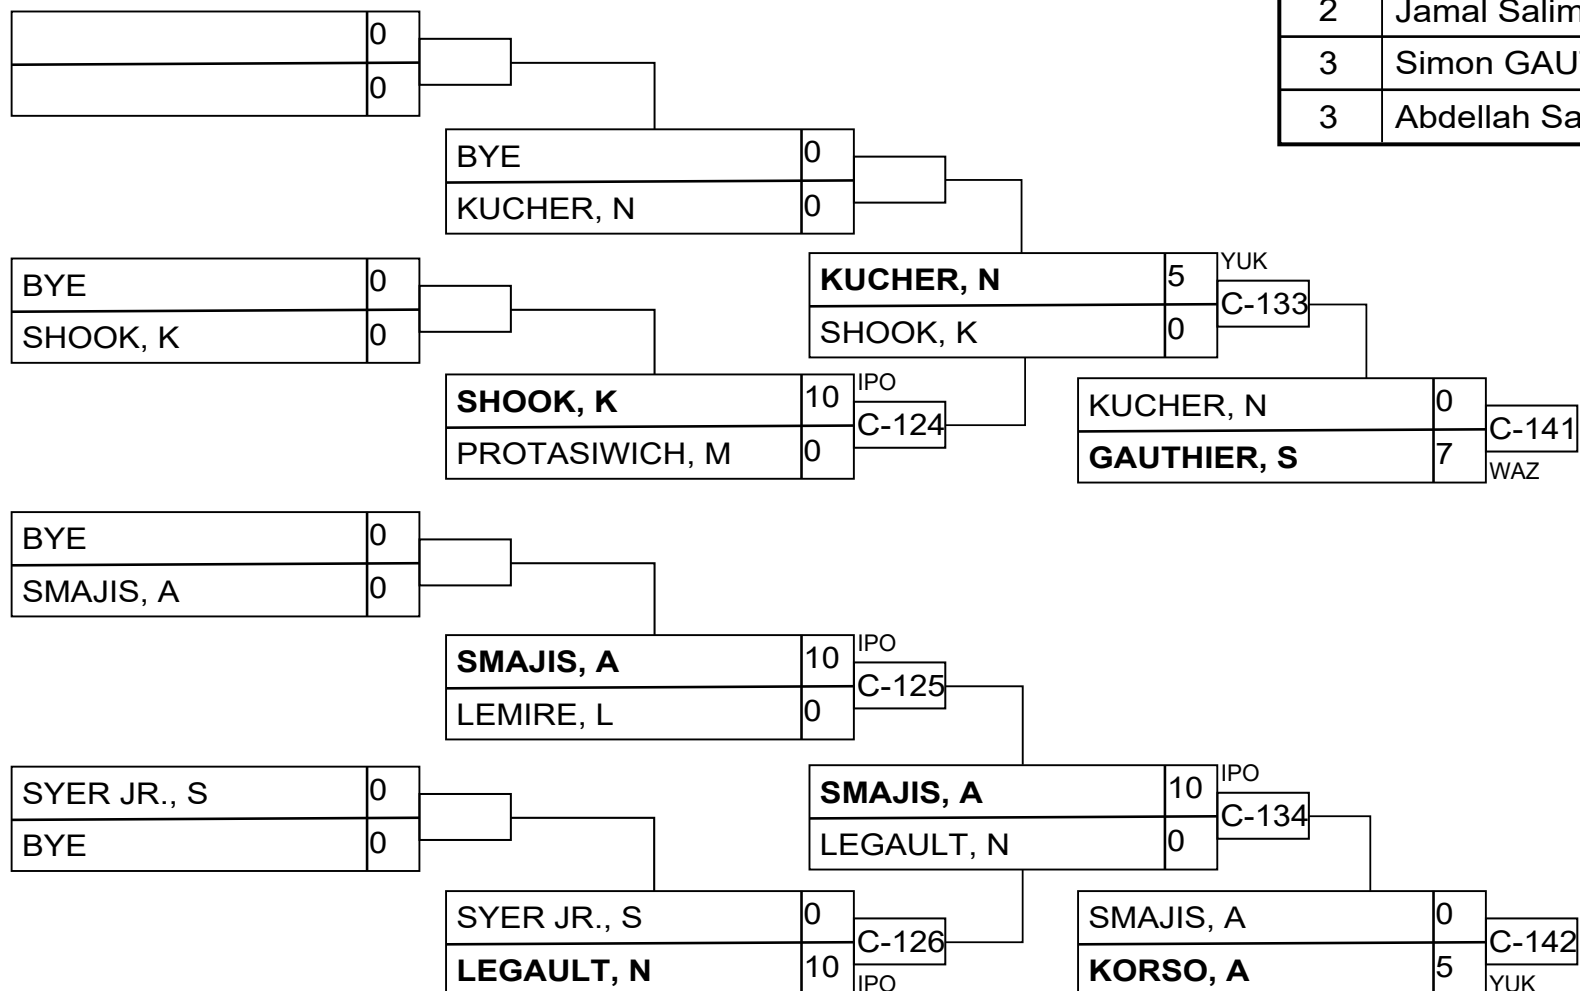 2 Jamal Salim
3 Simon GAU
3 Abdellah Sa
0
0
BYE 0
KUCHER, N 0
BYE 0
SHOOK, K 0
KUCHER, N 5 YUK
C-133
SHOOK, K 0
SHOOK, K 10 IPO
C-124
PROTASIWICH, M 0
KUCHER, N 0
C-141
GAUTHIER, S 7
WAZ
BYE 0
SMAJIS, A 0
SMAJIS, A 10 IPO
C-125
LEMIRE, L 0
SYER JR., S 0
BYE 0
SMAJIS, A 10 IPO
C-134
LEGAULT, N 0
SYER JR., S 0
C-126
LEGAULT, N 10
IPO
SMAJIS, A 0
C-142
KORSO, A 5
YUK